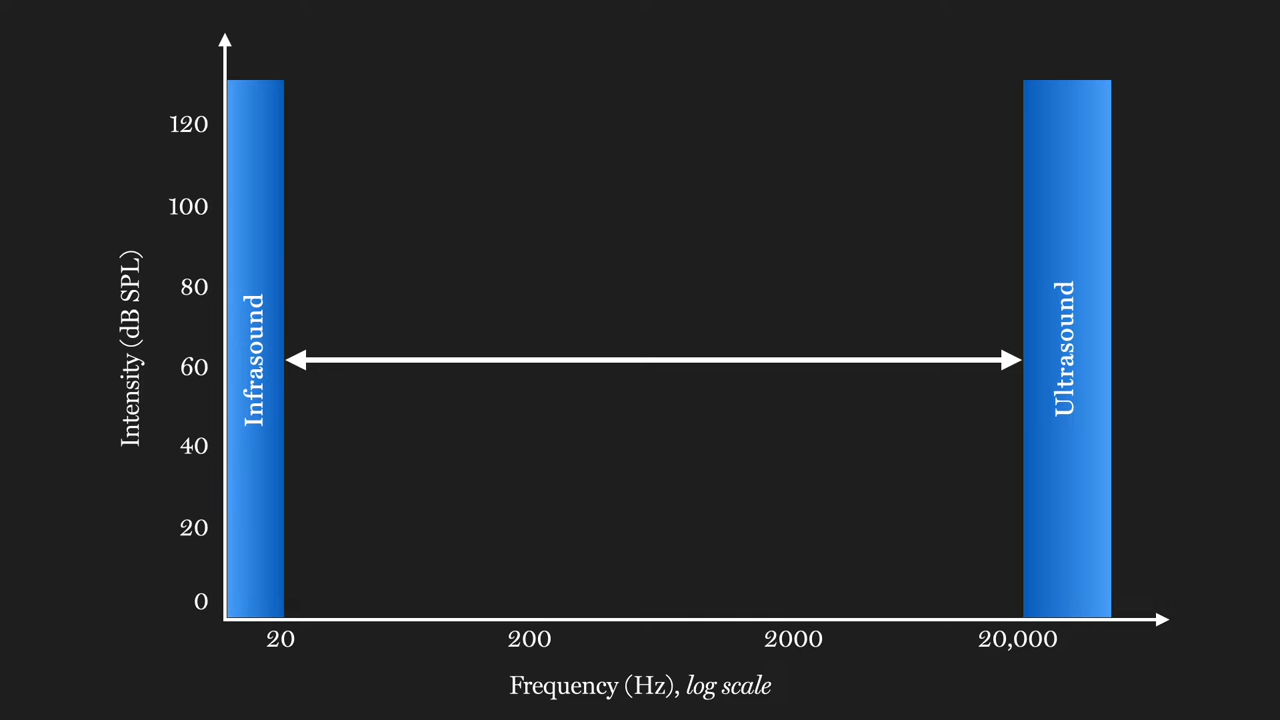 120
100
80
60
40
20
0
Intensity (dB SPL)
Infrasound
Ultrasound
20 200 2000 20,000
Frequency (Hz), log scale